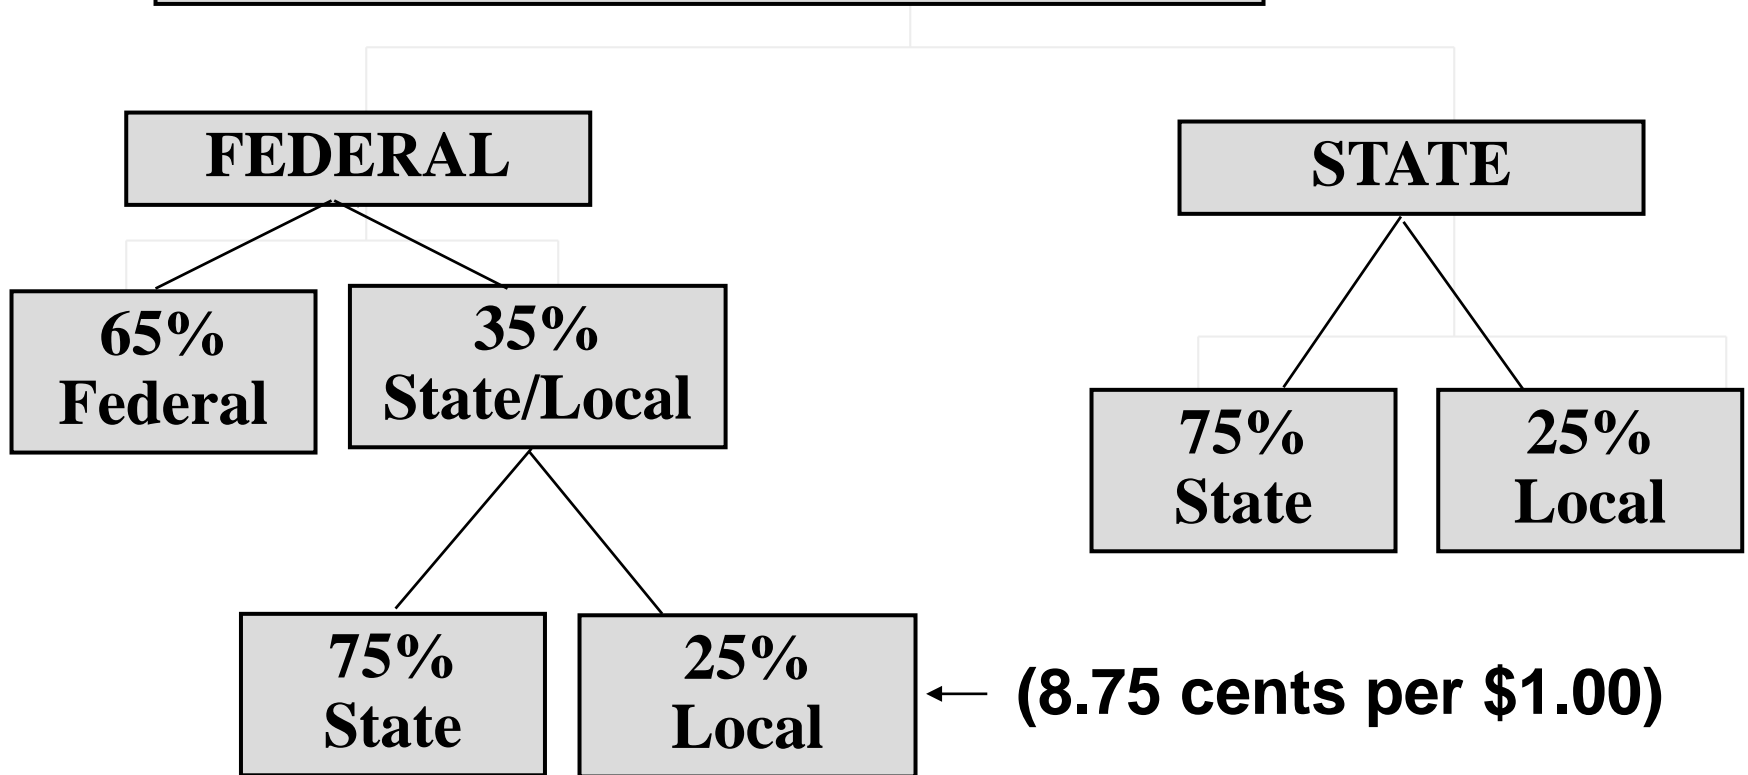 FEDERAL
STATE
65%
Federal
35%
State/Local
75%
State
25%
Local
75%
State
25%
Local
(8.75 cents per $1.00)